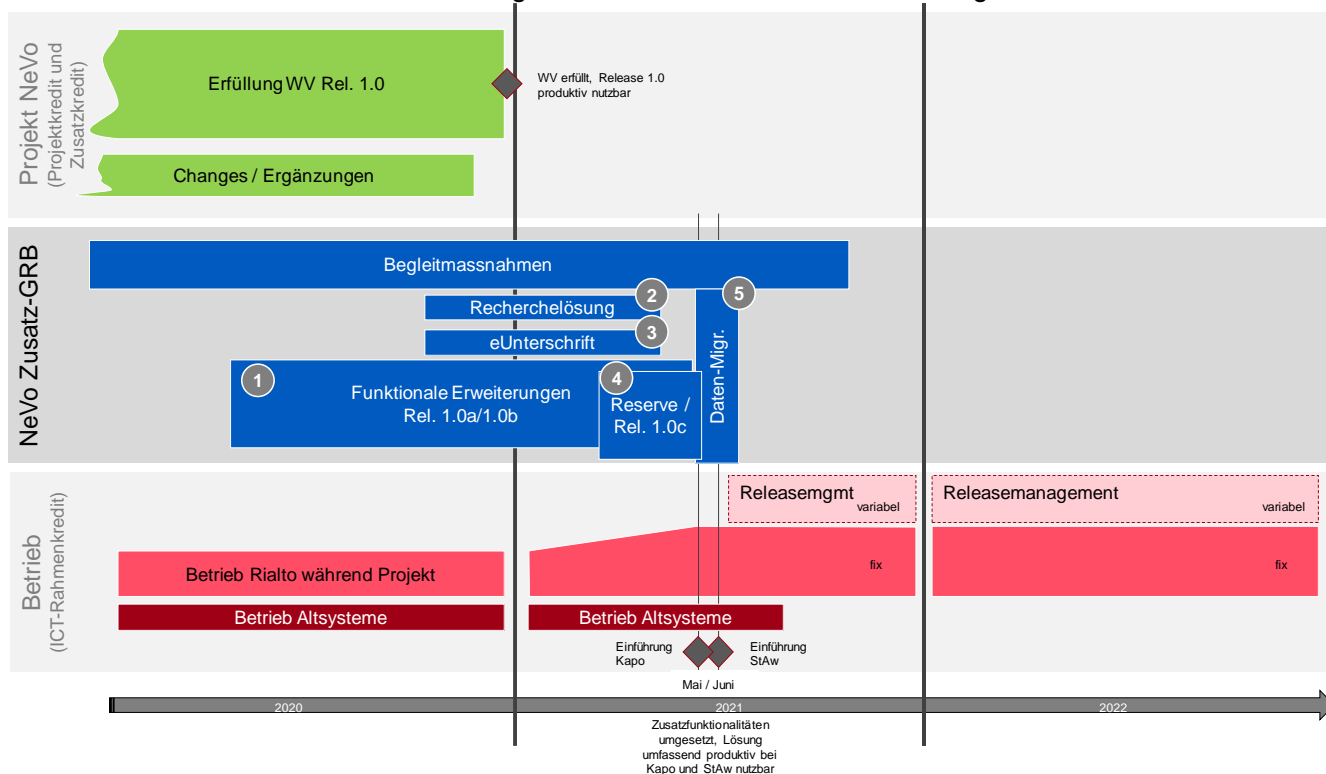 Projekt NeVo
(Projektkredit und
Zusatzkredit)
Erfüllung WV Rel. 1.0
WV erfüllt, Release 1.0
produktiv nutzbar
Changes / Ergänzungen
NeVo Zusatz-GRB
Begleitmassnahmen
2
Recherchelösung
3
eUnterschrift
1
Funktionale Erweiterungen
Rel. 1.0a/1.0b
4
Reserve /
Rel. 1.0c
5
Daten-Migr.
Betrieb
(ICT-Rahmenkredit)
Releasemgmt
variabel
Releasemanagement
variabel
Betrieb Rialto während Projekt
fix
fix
Betrieb Altsysteme
Betrieb Altsysteme
Einführung
Kapo
Einführung
StAw
Mai / Juni
2020
2021
2022
Zusatzfunktionalitäten
umgesetzt, Lösung
umfassend produktiv bei
Kapo und StAw nutzbar